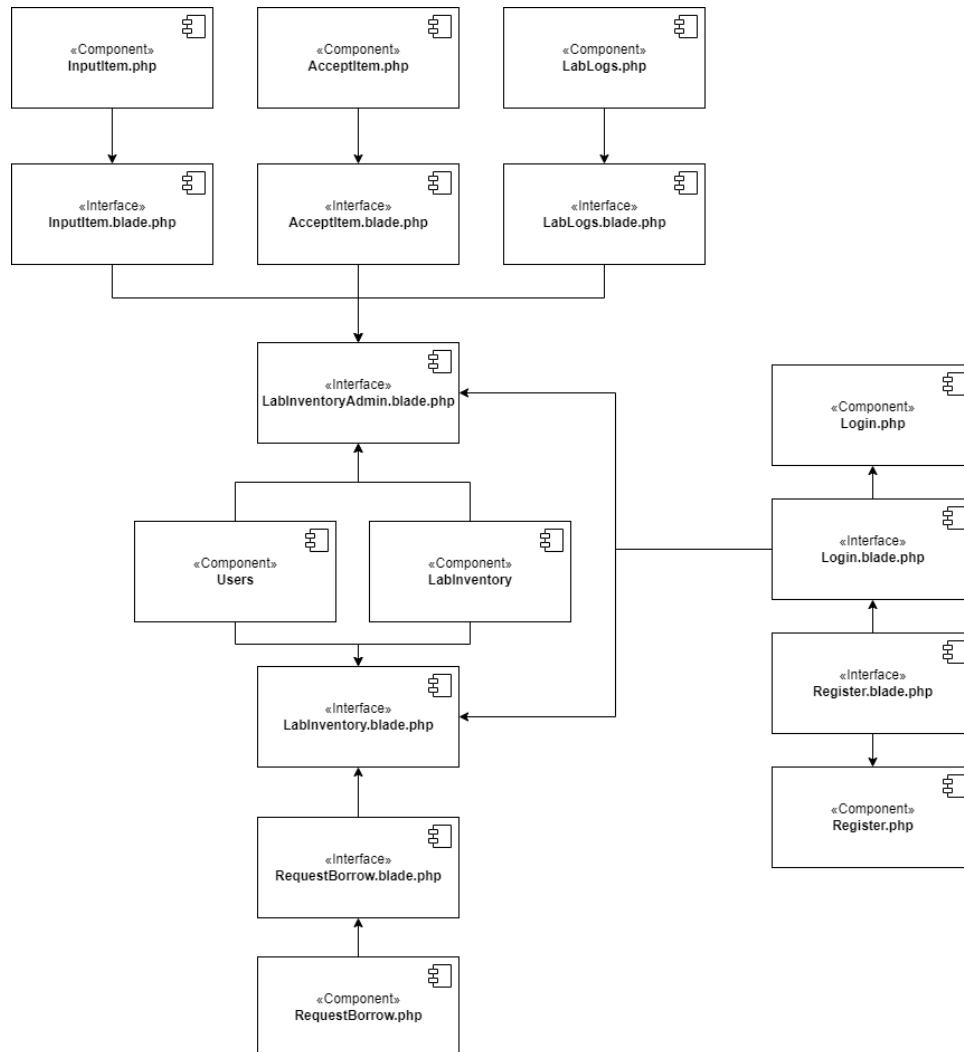 «Component»
InputItem.php
«Component»
AcceptItem.php
«Component»
LabLogs.php
«Interface»
InputItem.blade.php
«Interface»
AcceptItem.blade.php
«Interface»
LabLogs.blade.php
«Interface»
LabInventoryAdmin.blade.php
«Component»
Login.php
«Interface»
Login.blade.php
«Component»
Users
«Component»
LabInventory
«Interface»
Register.blade.php
«Interface»
LabInventory.blade.php
«Component»
Register.php
«Interface»
RequestBorrow.blade.php
«Component»
RequestBorrow.php